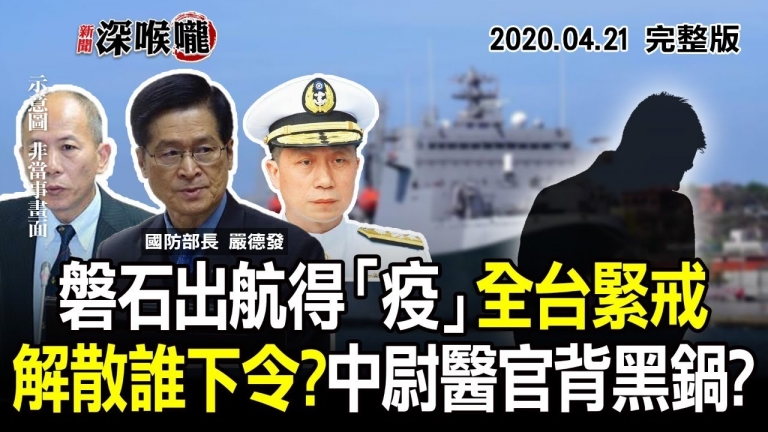 新聞深喉嚨
2020.04.21 完整版
示意圖 非當事畫面
國防部長 嚴德發
磐石出航得「疫」全台緊戒
解散誰下令?中尉醫官背黑鍋?